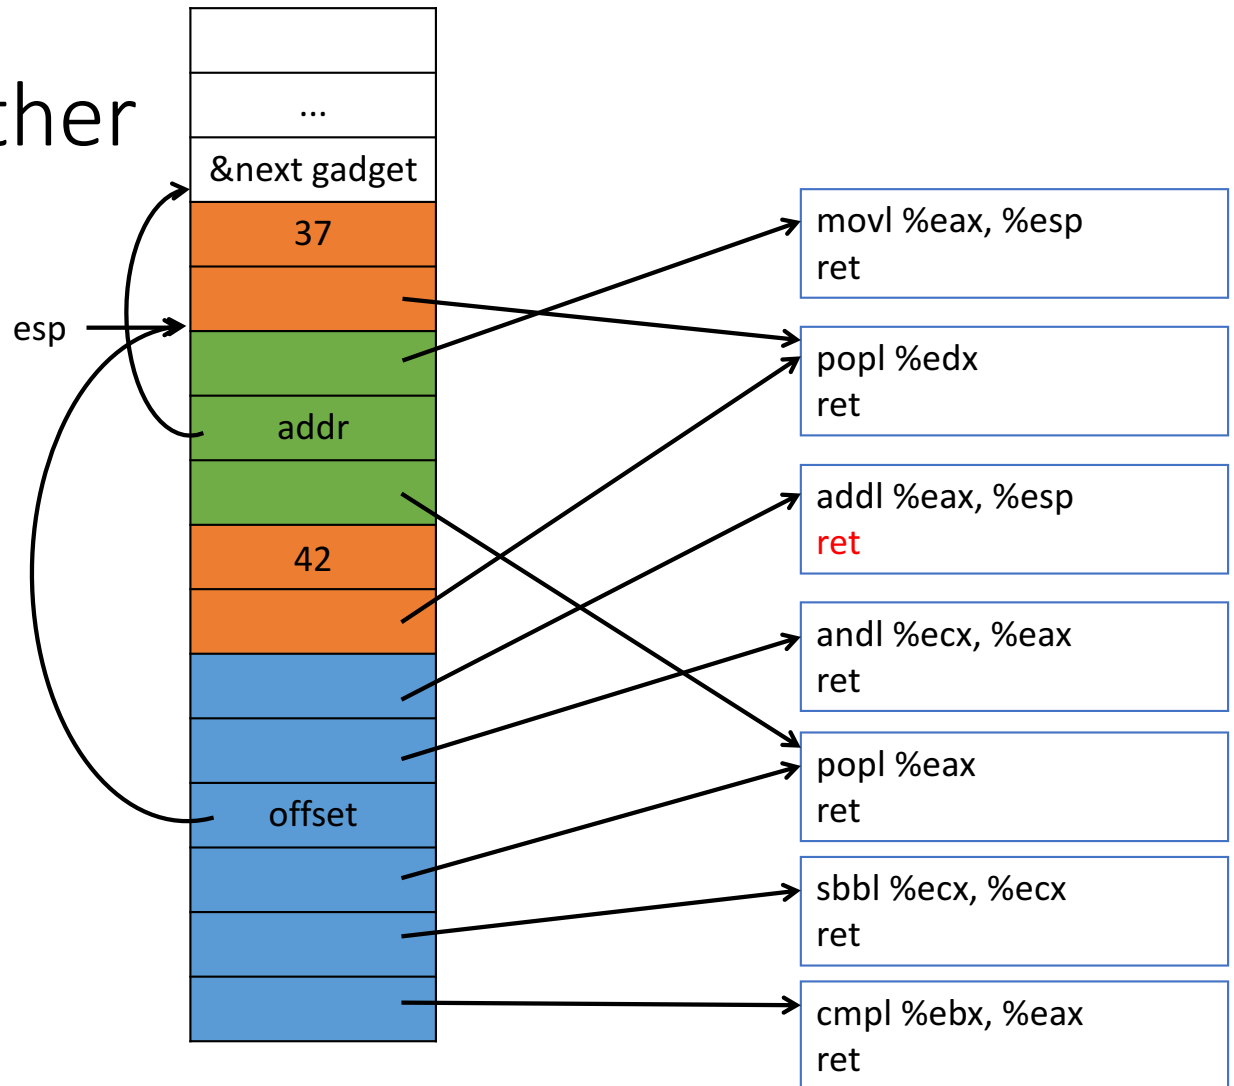 ther
...
&next gadget
37
esp
addr
42
offset
movl %eax, %esp
ret
popl %edx
ret
addl %eax, %esp
ret
andl %ecx, %eax
ret
popl %eax
ret
sbbl %ecx, %ecx
ret
cmpl %ebx, %eax
ret